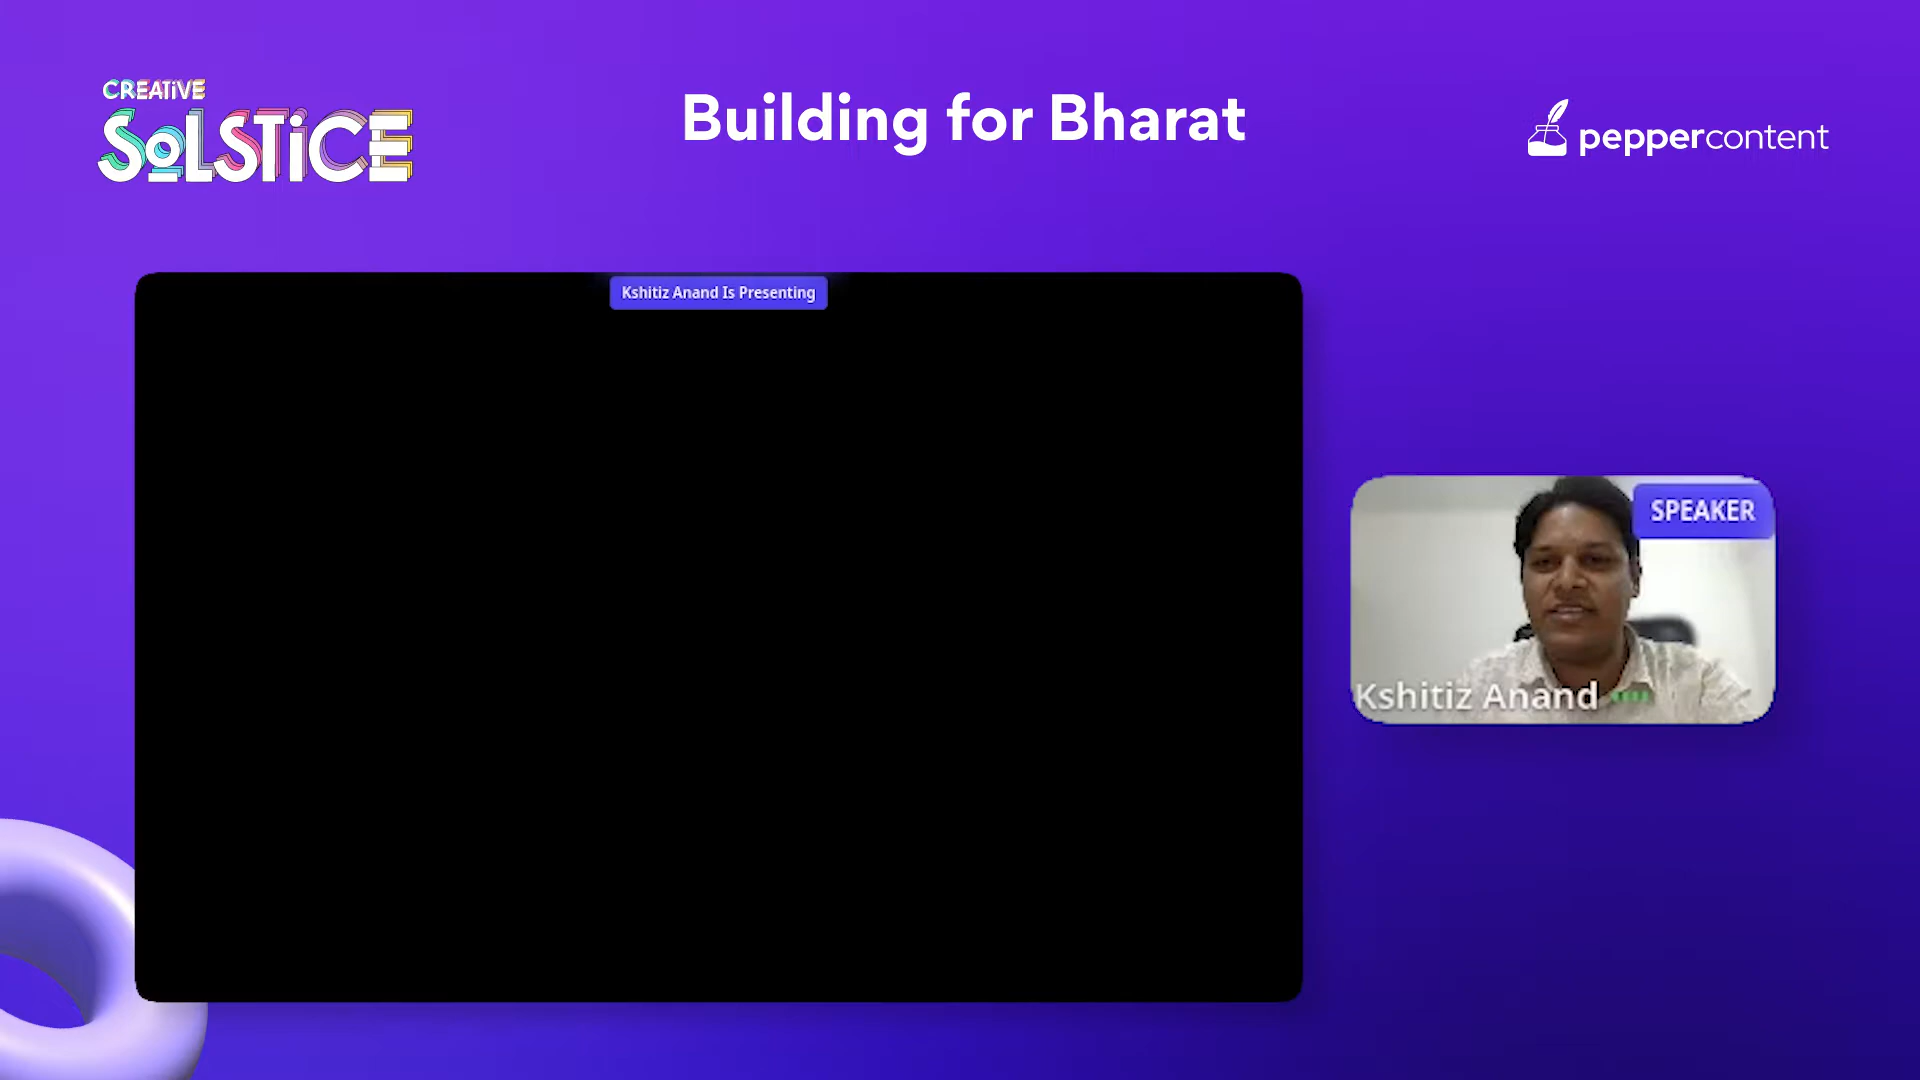 CREATiVE
SoLSTiCE
Building for Bharat
peppercontent
Kshitiz Anand Is Presenting
SPEAKER
Kshitiz Anand